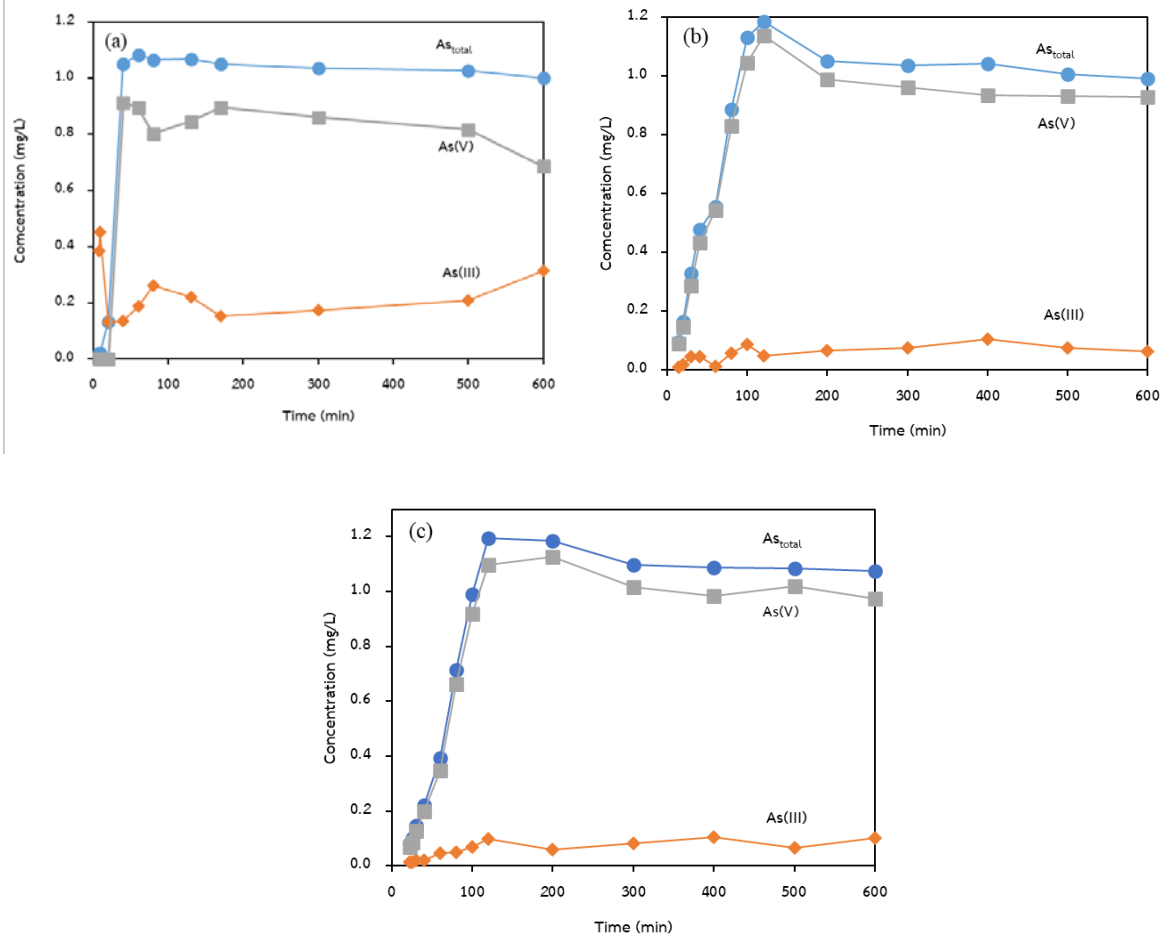 (a)
1.2
1.0
0.8
0.6
0.4
0.2
0.0
Comcentration (mg/L)
As_total
As(V)
As(III)
0 100 200 300 400 500 600
Time (min)
(b)
1.2
1.0
0.8
0.6
0.4
0.2
0.0
Comcentration (mg/L)
As_total
As(V)
As(III)
0 100 200 300 400 500 600
Time (min)
(c)
1.2
1.0
0.8
0.6
0.4
0.2
0.0
Concentration (mg/L)
As_total
As(V)
As(III)
0 100 200 300 400 500 600
Time (min)